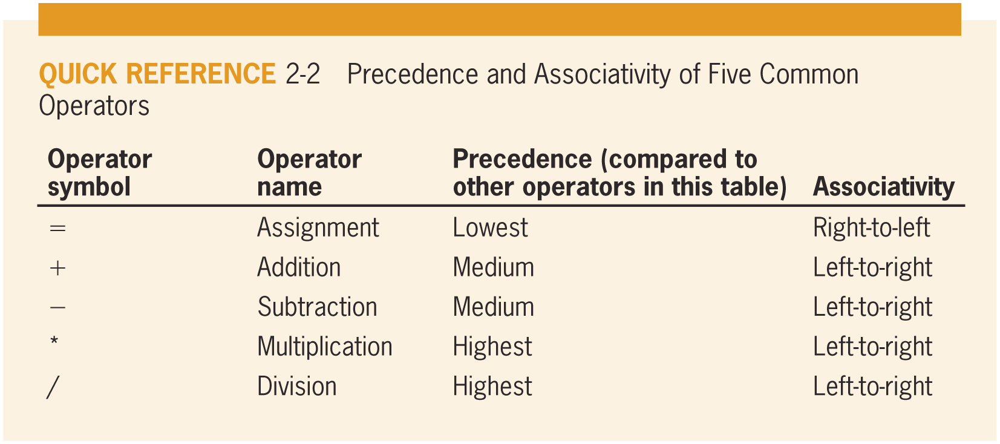 QUICK REFERENCE 2-2 Precedence and Associativity of Five Common
Operators
Operator symbol Operator name Precedence (compared to other operators in this table) Associativity
= Assignment Lowest Right-to-left
+ Addition Medium Left-to-right
− Subtraction Medium Left-to-right
* Multiplication Highest Left-to-right
/ Division Highest Left-to-right